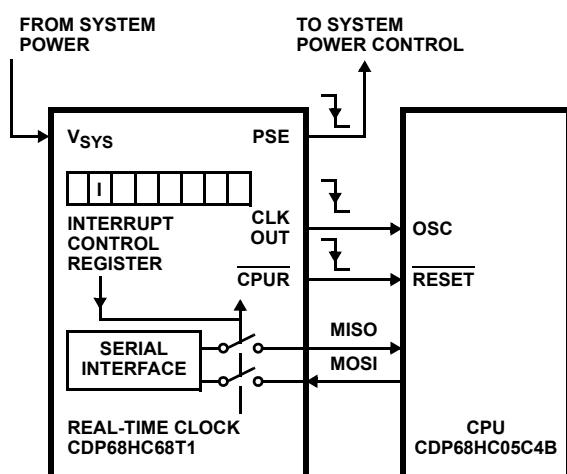 FROM SYSTEM
POWER
TO SYSTEM
POWER CONTROL
VSYS
PSE
I
INTERRUPT
CONTROL
REGISTER
CLK
OUT
CPUR
OSC
RESET
SERIAL
INTERFACE
MISO
MOSI
REAL-TIME CLOCK
CDP68HC68T1
CPU
CDP68HC05C4B